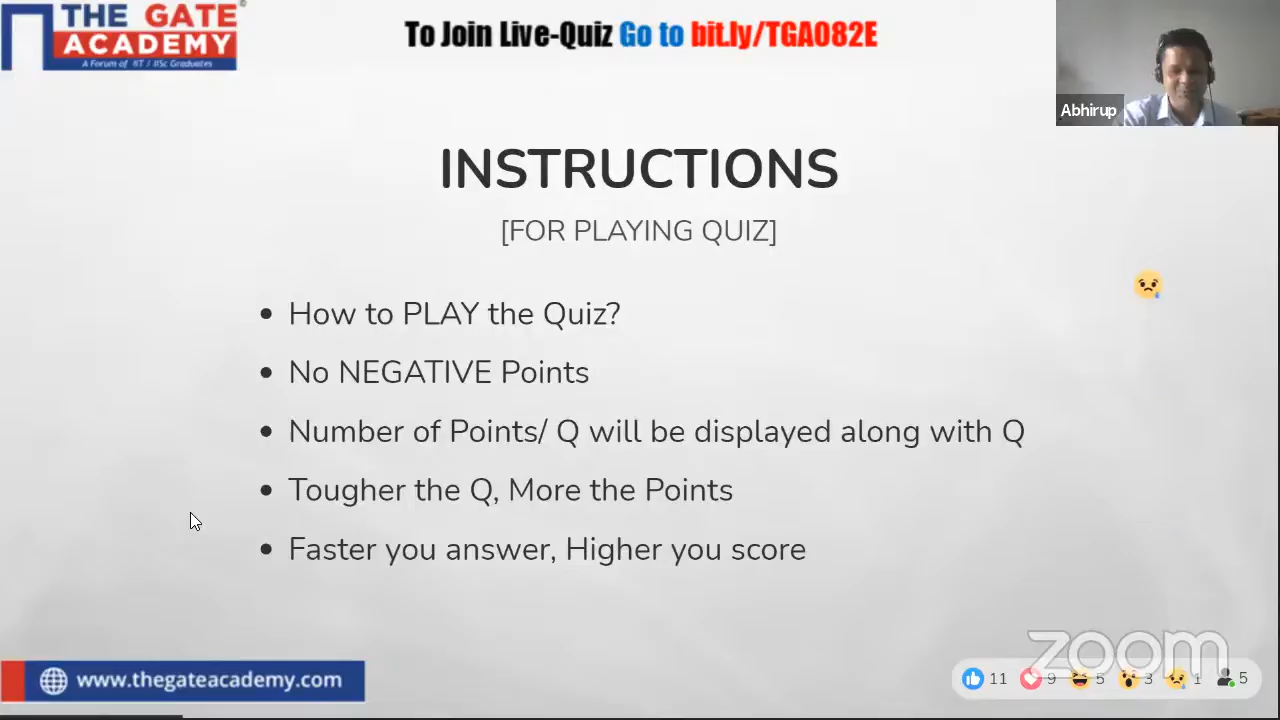 THE GATE
ACADEMY
A Forum of IIT / IISc Graduates
To Join Live-Quiz Go to bit.ly/TGA082E
Abhirup
INSTRUCTIONS
[FOR PLAYING QUIZ]
• How to PLAY the Quiz?
• No NEGATIVE Points
• Number of Points/ Q will be displayed along with Q
• Tougher the Q, More the Points
• Faster you answer, Higher you score
zoom
www.thegateacademy.com
11 9 5 3 1 5